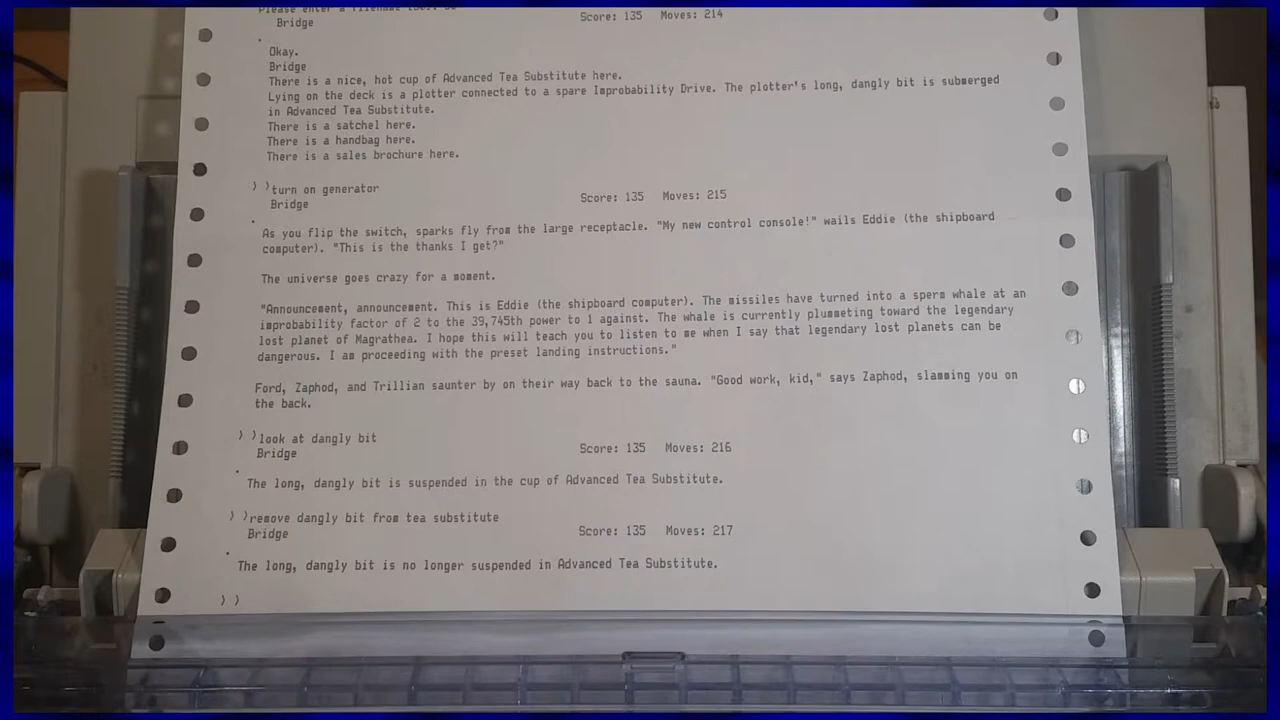 Please enter a filename
Bridge Score: 135 Moves: 214
.
Okay.
Bridge
There is a nice, hot cup of Advanced Tea Substitute here.
Lying on the deck is a plotter connected to a spare Improbability Drive. The plotter's long, dangly bit is submerged
in Advanced Tea Substitute.
There is a satchel here.
There is a handbag here.
There is a sales brochure here.
) )turn on generator
Bridge Score: 135 Moves: 215
.
As you flip the switch, sparks fly from the large receptacle. "My new control console!" wails Eddie (the shipboard
computer). "This is the thanks I get?"
The universe goes crazy for a moment.
"Announcement, announcement. This is Eddie (the shipboard computer). The missiles have turned into a sperm whale at an
improbability factor of 2 to the 39,745th power to 1 against. The whale is currently plummeting toward the legendary
lost planet of Magrathea. I hope this will teach you to listen to me when I say that legendary lost planets can be
dangerous. I am proceeding with the preset landing instructions."
Ford, Zaphod, and Trillian saunter by on their way back to the sauna. "Good work, kid," says Zaphod, slamming you on
the back.
) )look at dangly bit
Bridge Score: 135 Moves: 216
.
The long, dangly bit is suspended in the cup of Advanced Tea Substitute.
) )remove dangly bit from tea substitute
Bridge Score: 135 Moves: 217
.
The long, dangly bit is no longer suspended in Advanced Tea Substitute.
) )